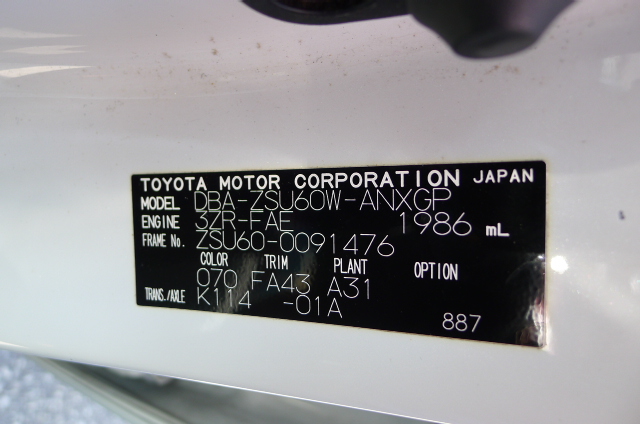 TOYOTA MOTOR CORPORATION JAPAN
MODEL DBA-ZSU60W-ANXGP
ENGINE 3ZR-FAE 1986 mL
FRAME No. ZSU60-0091476
COLOR TRIM PLANT OPTION
070 FA43 A31
TRANS./AXLE K114 -01A
887